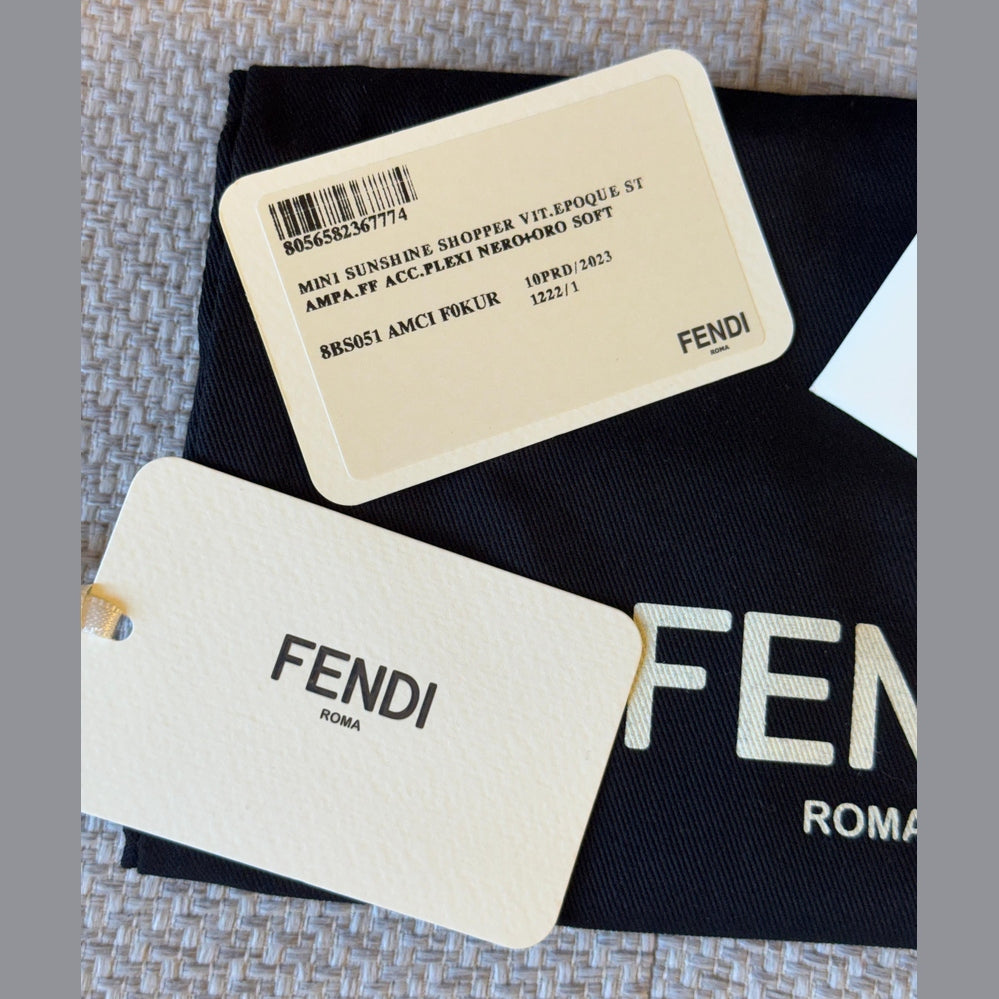 8056582367774
MINI SUNSHINE SHOPPER VIT.EPOQUE ST
AMPA.FF ACC.PLEXI NERO+ORO SOFT
8BS051 AMCI F0KUR
10PRD/2023
1222/1
FENDI
ROMA
FENDI
ROMA
FEN
ROMA